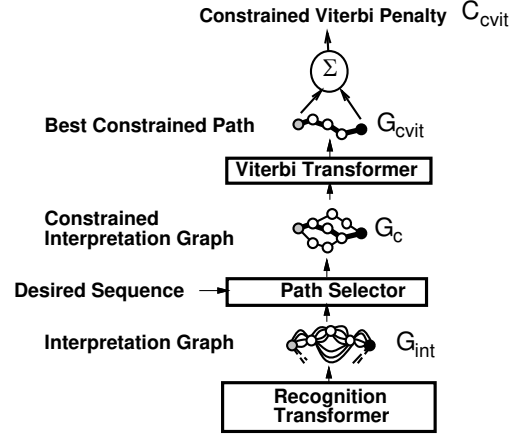 Constrained Viterbi Penalty C_cvit
Σ
Best Constrained Path G_cvit
Viterbi Transformer
Constrained
Interpretation Graph G_c
Desired Sequence Path Selector
Interpretation Graph G_int
Recognition
Transformer